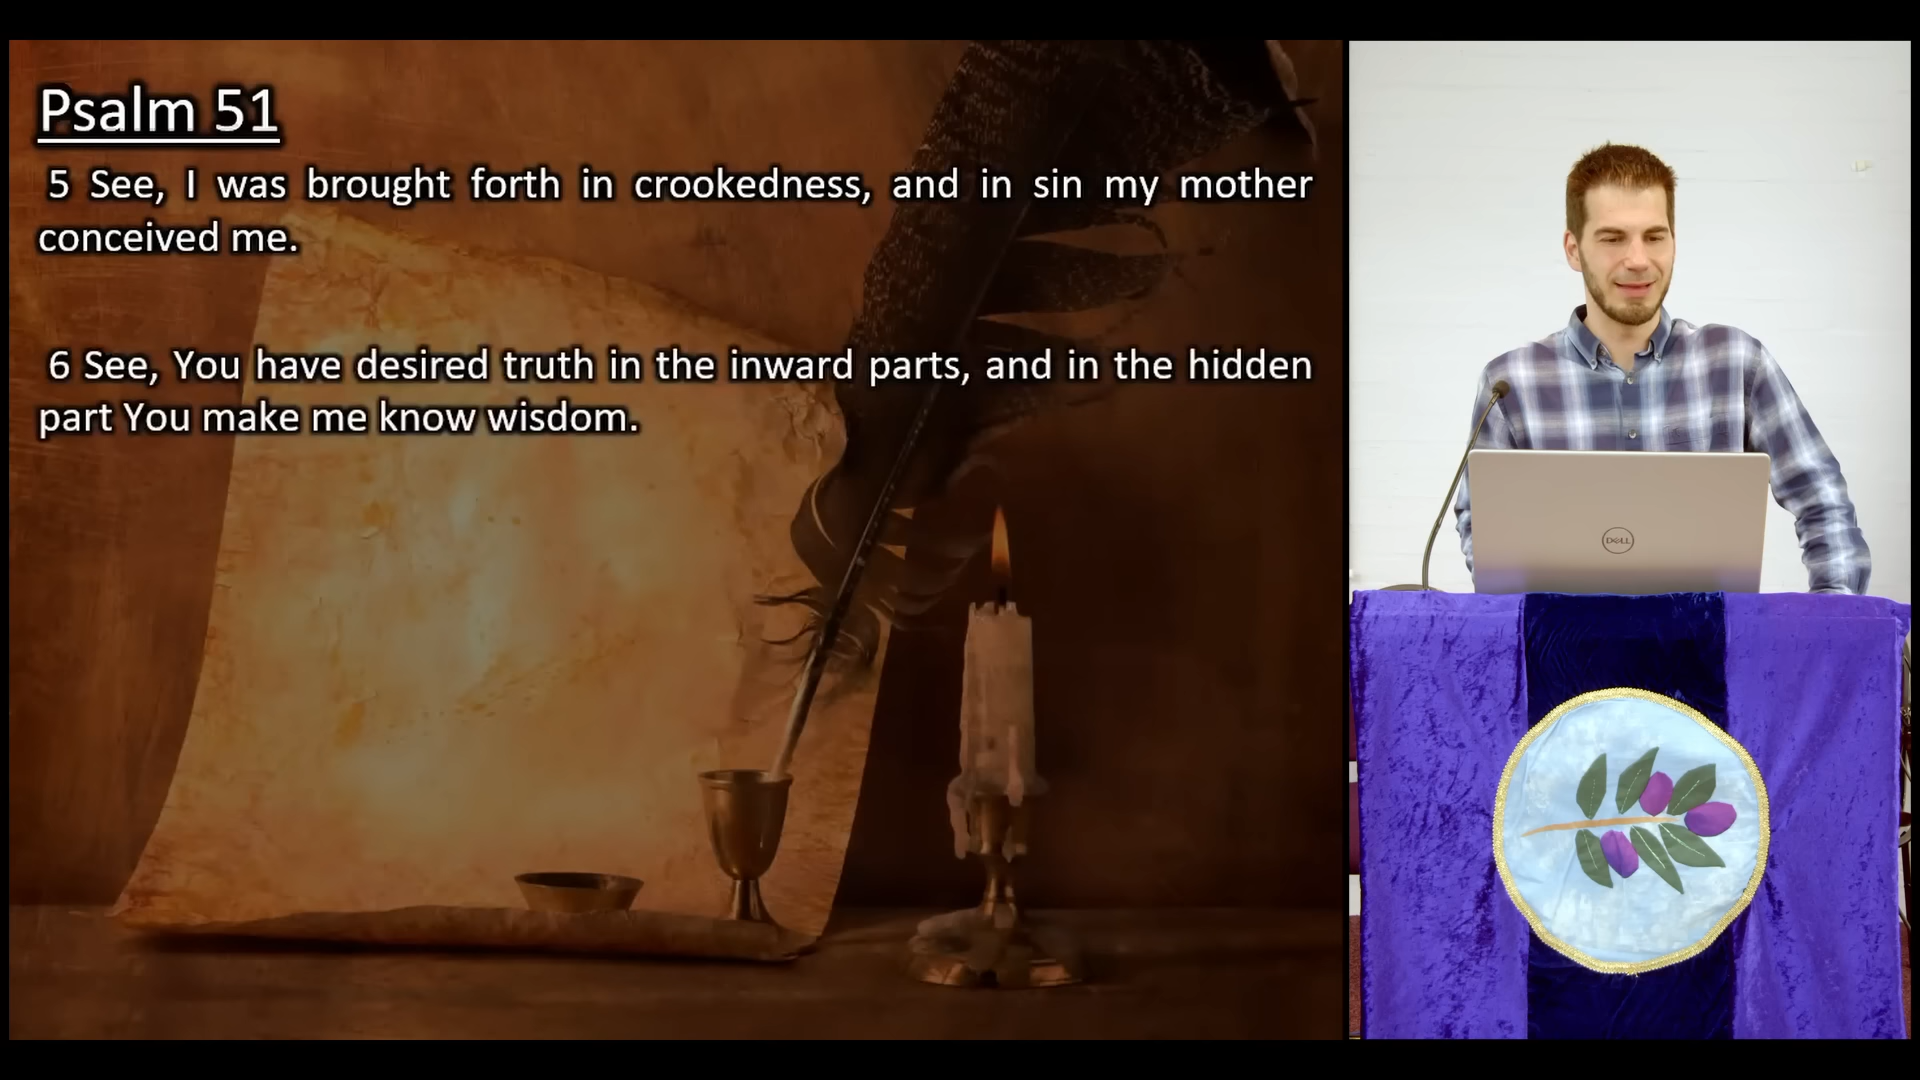 Psalm 51
5 See, I was brought forth in crookedness, and in sin my mother
conceived me.
6 See, You have desired truth in the inward parts, and in the hidden
part You make me know wisdom.
DELL